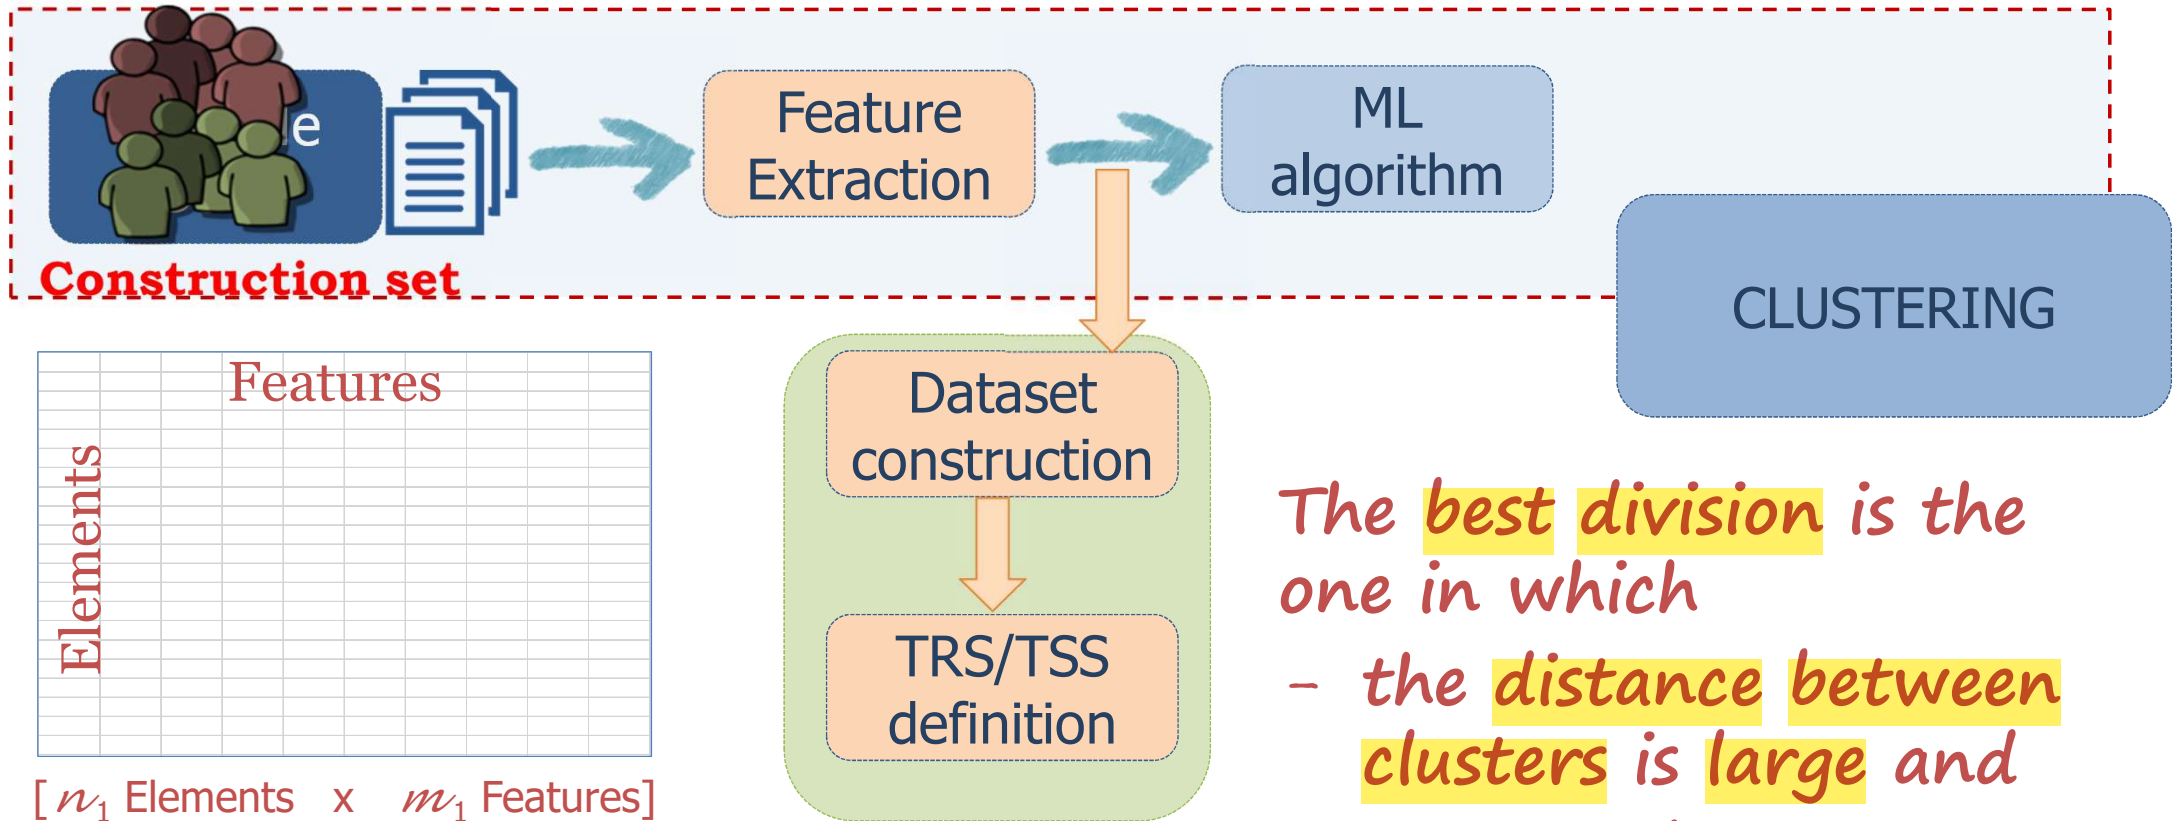 Feature
Extraction
ML
algorithm
Construction set
CLUSTERING
Features
Elements
[n₁ Elements x m₁ Features]
Dataset
construction
TRS/TSS
definition
The best division is the
one in which
- the distance between
clusters is large and